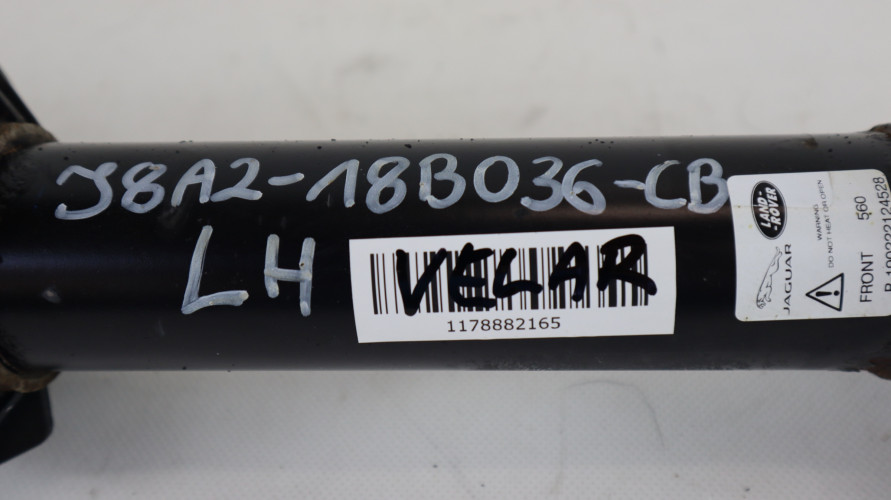 J8A2-18B036-CB
LH
VELAR
1178882165
LAND-
-ROVER
JAGUAR
WARNING
DO NOT HEAT OR OPEN
FRONT 560